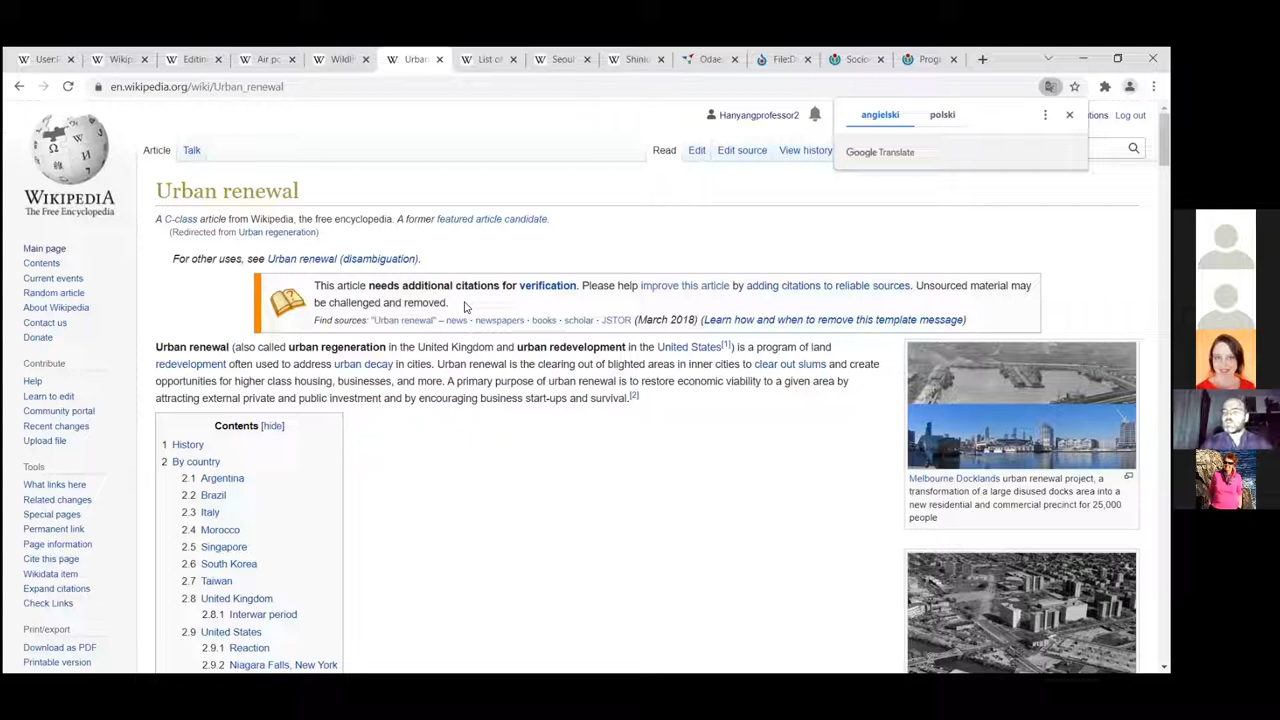 User:F
Wikip
Editin
Air po
Wildli
Urban
List o
Seoul
Shiniu
Odae
File:D
Socio
Progr
en.wikipedia.org/wiki/Urban_renewal
angielski polski
Google Translate
Hanyangprofessor2
tions Log out
WIKIPEDIA
The Free Encyclopedia
Article Talk
Read Edit Edit source View history
Urban renewal
A C-class article from Wikipedia, the free encyclopedia. A former featured article candidate.
(Redirected from Urban regeneration)
For other uses, see Urban renewal (disambiguation).
This article needs additional citations for verification. Please help improve this article by adding citations to reliable sources. Unsourced material may
be challenged and removed.
Find sources: "Urban renewal" – news · newspapers · books · scholar · JSTOR (March 2018) (Learn how and when to remove this template message)
Urban renewal (also called urban regeneration in the United Kingdom and urban redevelopment in the United States[1]) is a program of land
redevelopment often used to address urban decay in cities. Urban renewal is the clearing out of blighted areas in inner cities to clear out slums and create
opportunities for higher class housing, businesses, and more. A primary purpose of urban renewal is to restore economic viability to a given area by
attracting external private and public investment and by encouraging business start-ups and survival.[2]
Contents [hide]
1 History
2 By country
2.1 Argentina
2.2 Brazil
2.3 Italy
2.4 Morocco
2.5 Singapore
2.6 South Korea
2.7 Taiwan
2.8 United Kingdom
2.8.1 Interwar period
2.9 United States
2.9.1 Reaction
2.9.2 Niagara Falls, New York
Melbourne Docklands urban renewal project, a
transformation of a large disused docks area into a
new residential and commercial precinct for 25,000
people
Main page
Contents
Current events
Random article
About Wikipedia
Contact us
Donate
Contribute
Help
Learn to edit
Community portal
Recent changes
Upload file
Tools
What links here
Related changes
Special pages
Permanent link
Page information
Cite this page
Wikidata item
Expand citations
Check Links
Print/export
Download as PDF
Printable version